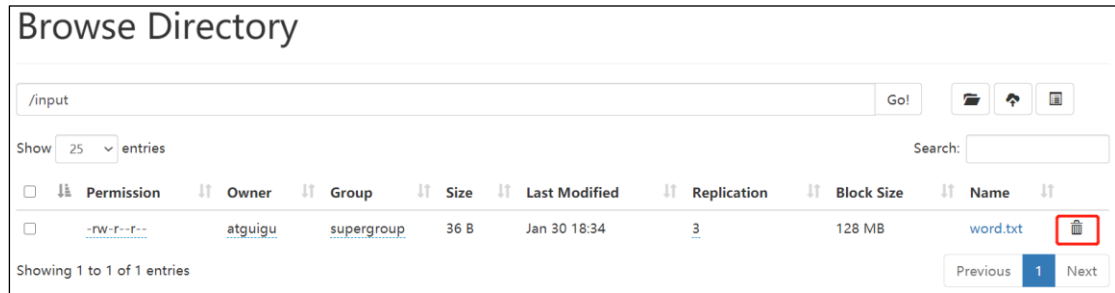 Browse Directory
/input Go!
Show 25 entries Search:
Permission Owner Group Size Last Modified Replication Block Size Name
-rw-r--r-- atguigu supergroup 36 B Jan 30 18:34 3 128 MB word.txt
Showing 1 to 1 of 1 entries Previous 1 Next